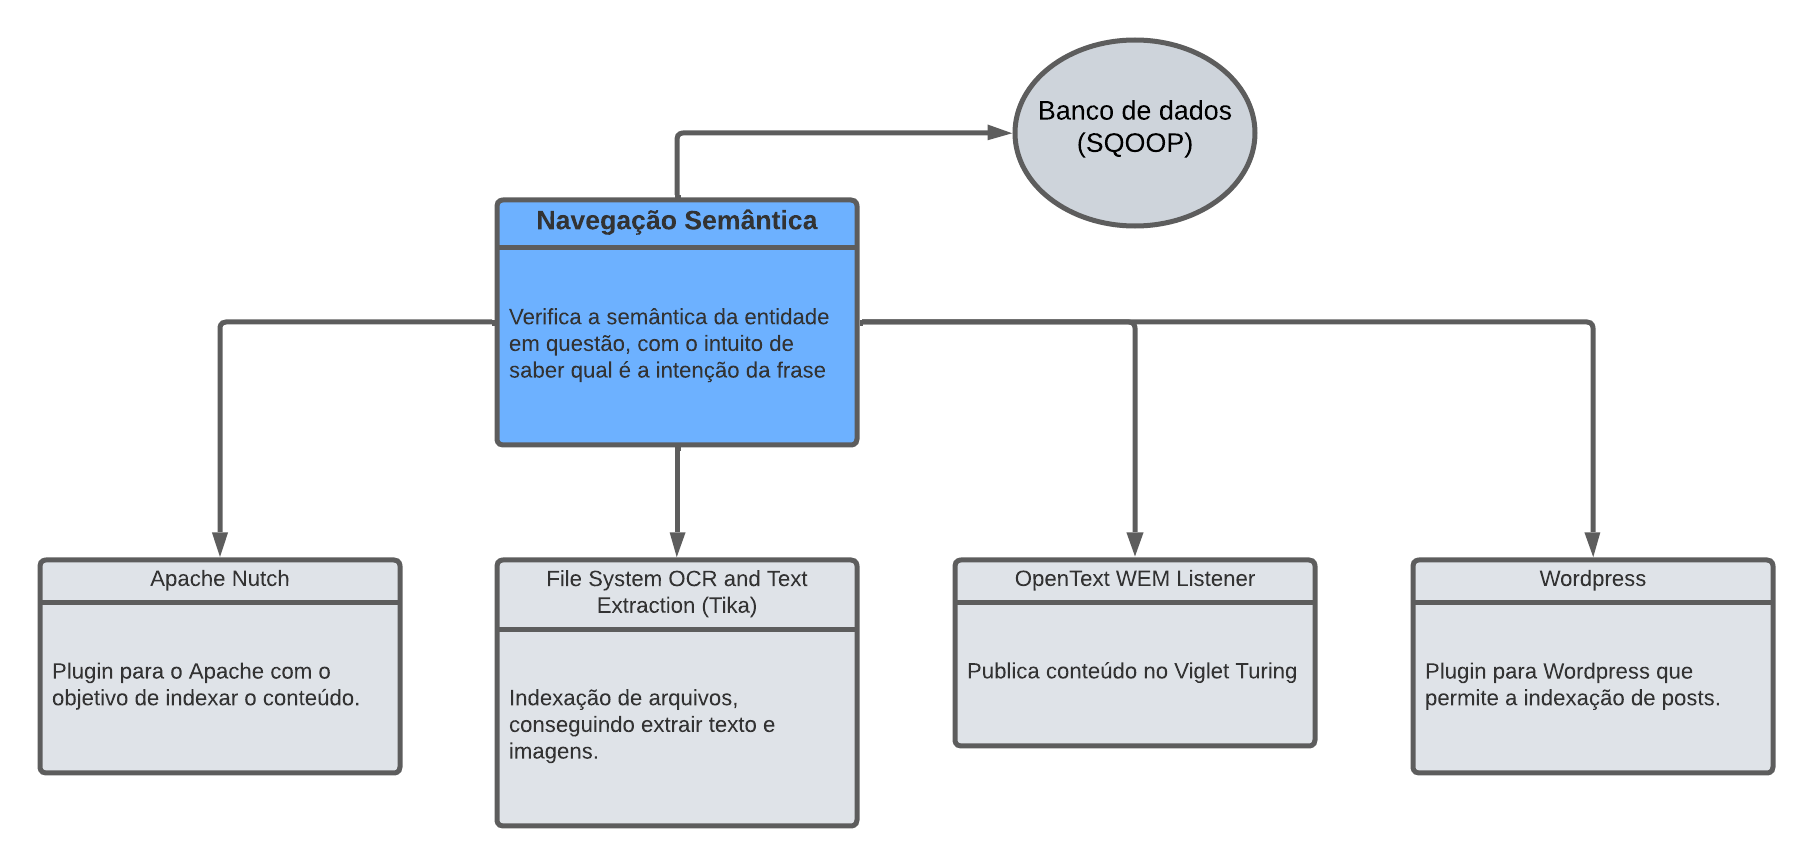 Banco de dados
(SQOOP)
Navegação Semântica
Verifica a semântica da entidade
em questão, com o intuito de
saber qual é a intenção da frase
Apache Nutch
Plugin para o Apache com o
objetivo de indexar o conteúdo.
File System OCR and Text
Extraction (Tika)
Indexação de arquivos,
conseguindo extrair texto e
imagens.
OpenText WEM Listener
Publica conteúdo no Viglet Turing
Wordpress
Plugin para Wordpress que
permite a indexação de posts.